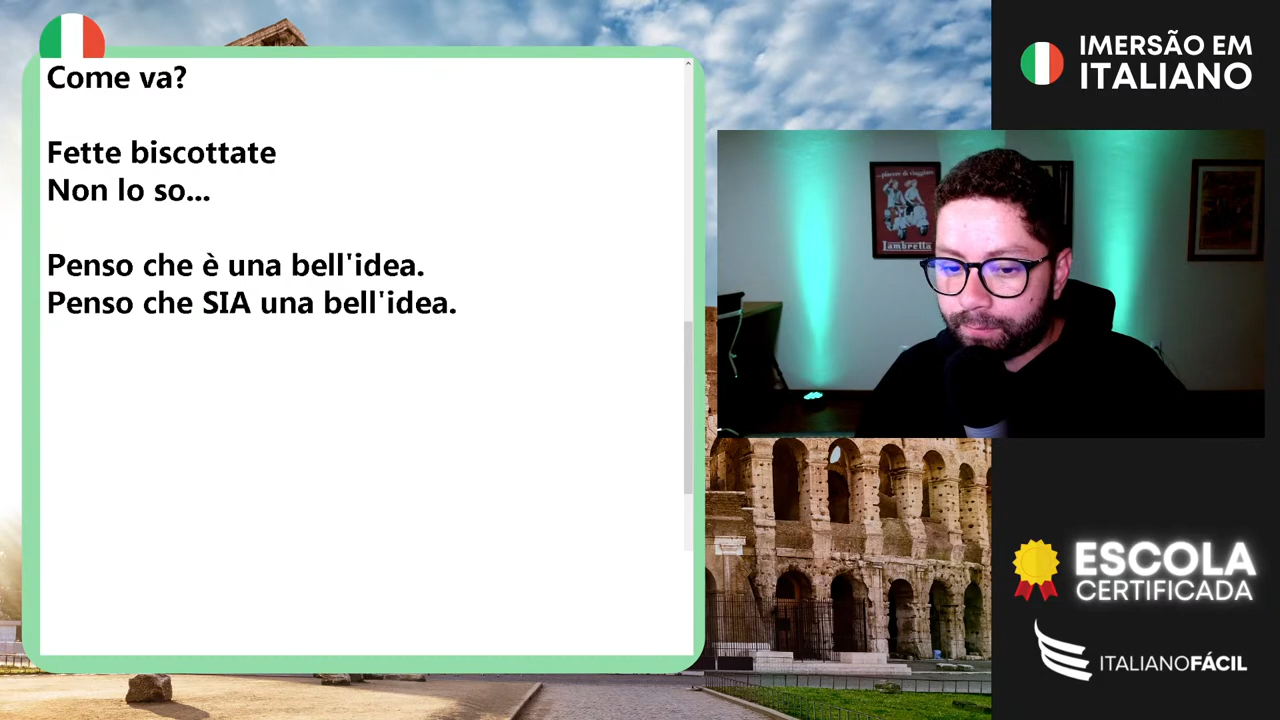 Come va?
Fette biscottate
Non lo so...
Penso che è una bell'idea.
Penso che SIA una bell'idea.
IMERSÃO EM
ITALIANO
...piacere di viaggiare
Lambretta
ESCOLA
CERTIFICADA
ITALIANOFÁCIL